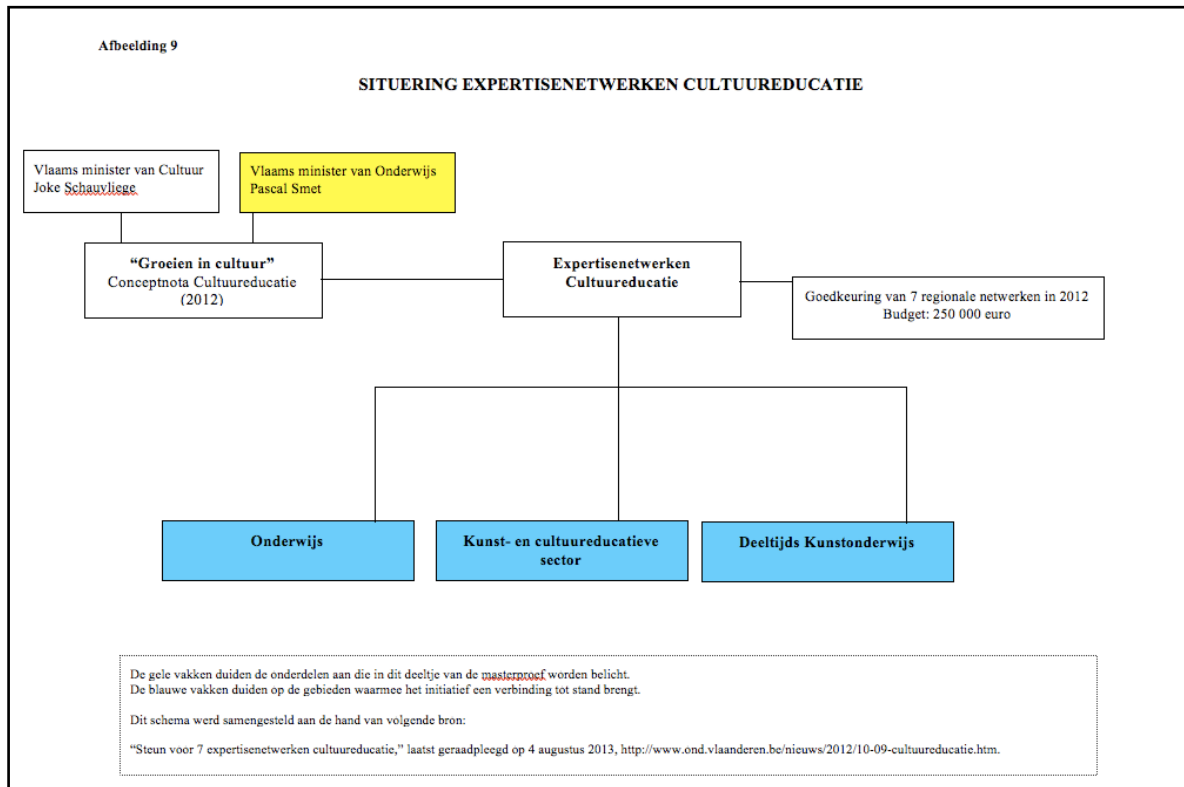 Afbeelding 9
SITUERING EXPERTISENETWERKEN CULTUUREDUCATIE
Vlaams minister van Cultuur
Joke Schauvliege
Vlaams minister van Onderwijs
Pascal Smet
“Groeien in cultuur”
Conceptnota Cultuureducatie
(2012)
Expertisenetwerken
Cultuureducatie
Goedkeuring van 7 regionale netwerken in 2012
Budget: 250 000 euro
Onderwijs
Kunst- en cultuureducatieve
sector
Deeltijds Kunstonderwijs
De gele vakken duiden de onderdelen aan die in dit deeltje van de masterproef worden belicht.
De blauwe vakken duiden op de gebieden waarmee het initiatief een verbinding tot stand brengt.
Dit schema werd samengesteld aan de hand van volgende bron:
“Steun voor 7 expertisenetwerken cultuureducatie,” laatst geraadpleegd op 4 augustus 2013, http://www.ond.vlaanderen.be/nieuws/2012/10-09-cultuureducatie.htm.